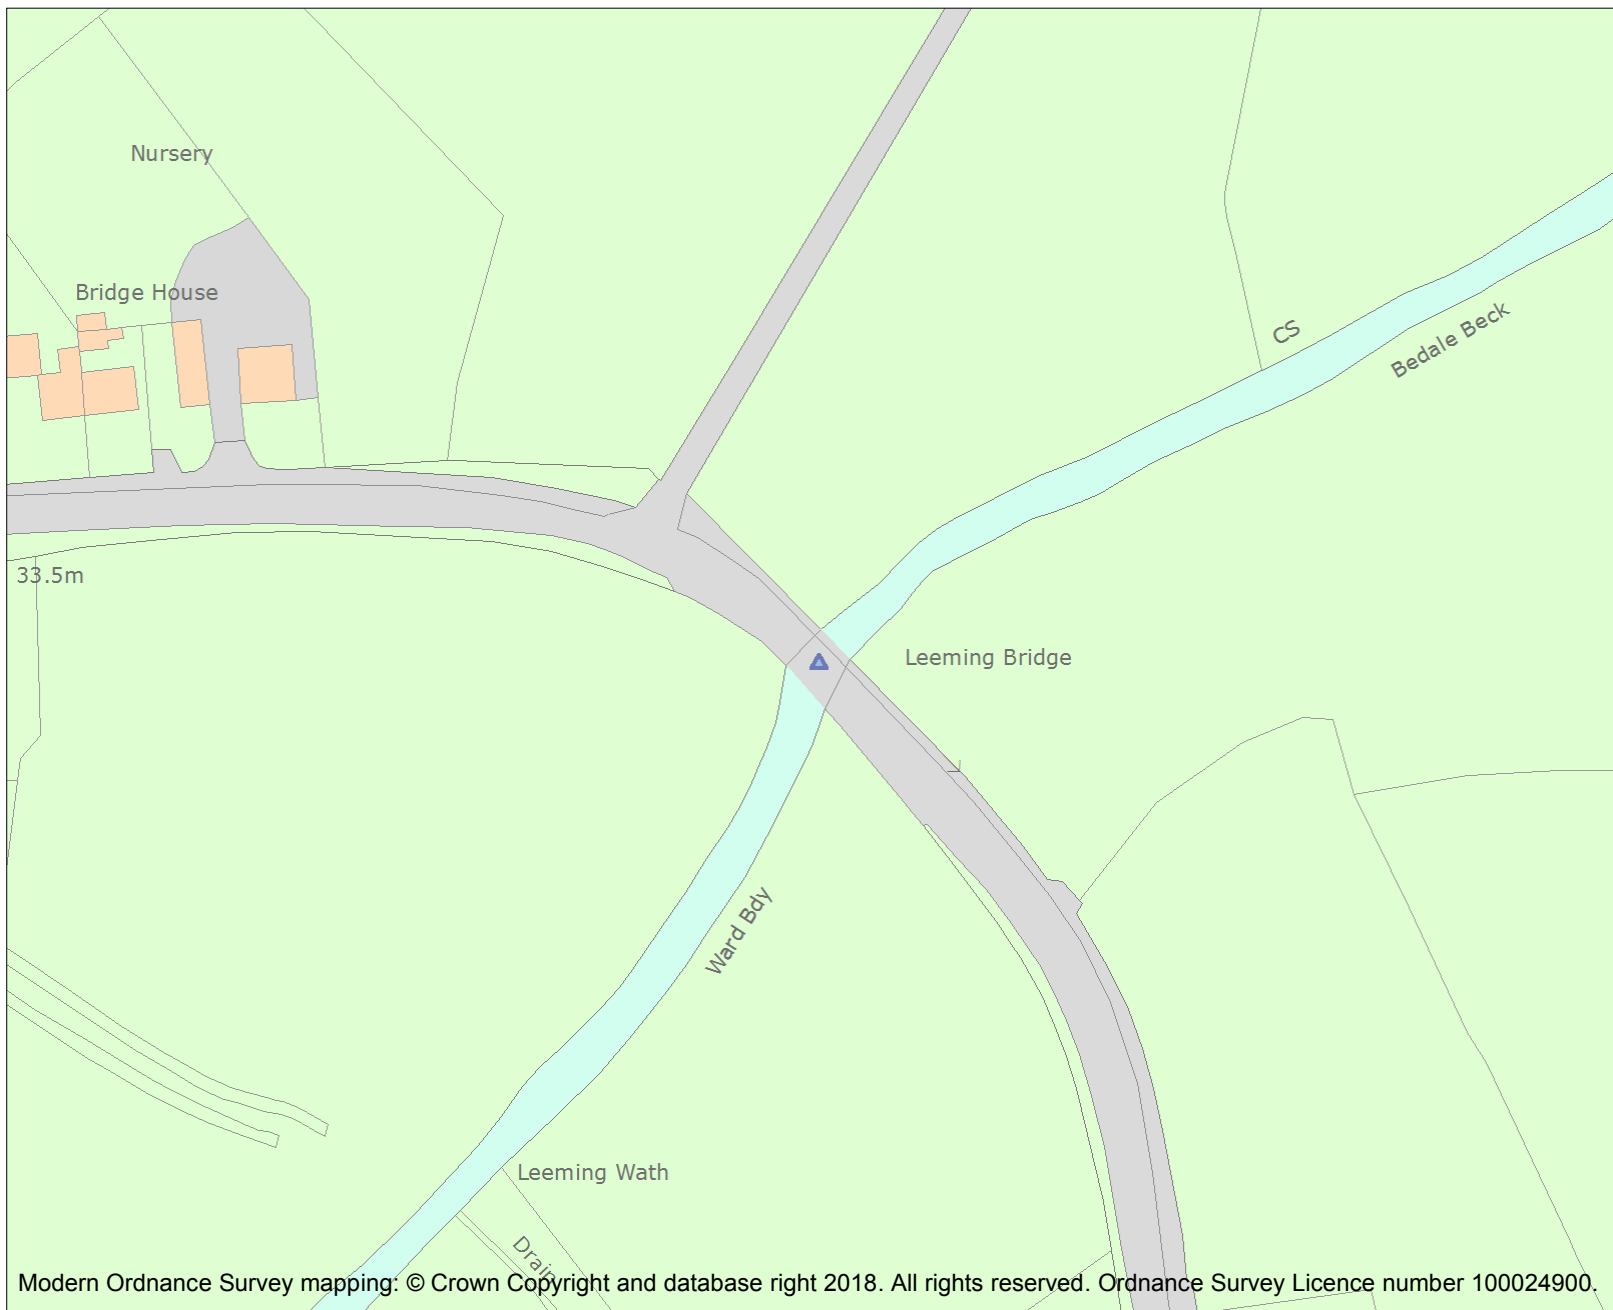 Nursery
Bridge House
CS
Bedale Beck
33.5m
Leeming Bridge
Ward Bdy
Leeming Wath
Drain
Modern Ordnance Survey mapping: © Crown Copyright and database right 2018. All rights reserved. Ordnance Survey Licence number 100024900.